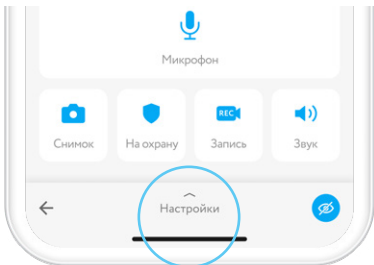 Микрофон
Снимок
На охрану
REC
Запись
Звук
Настройки